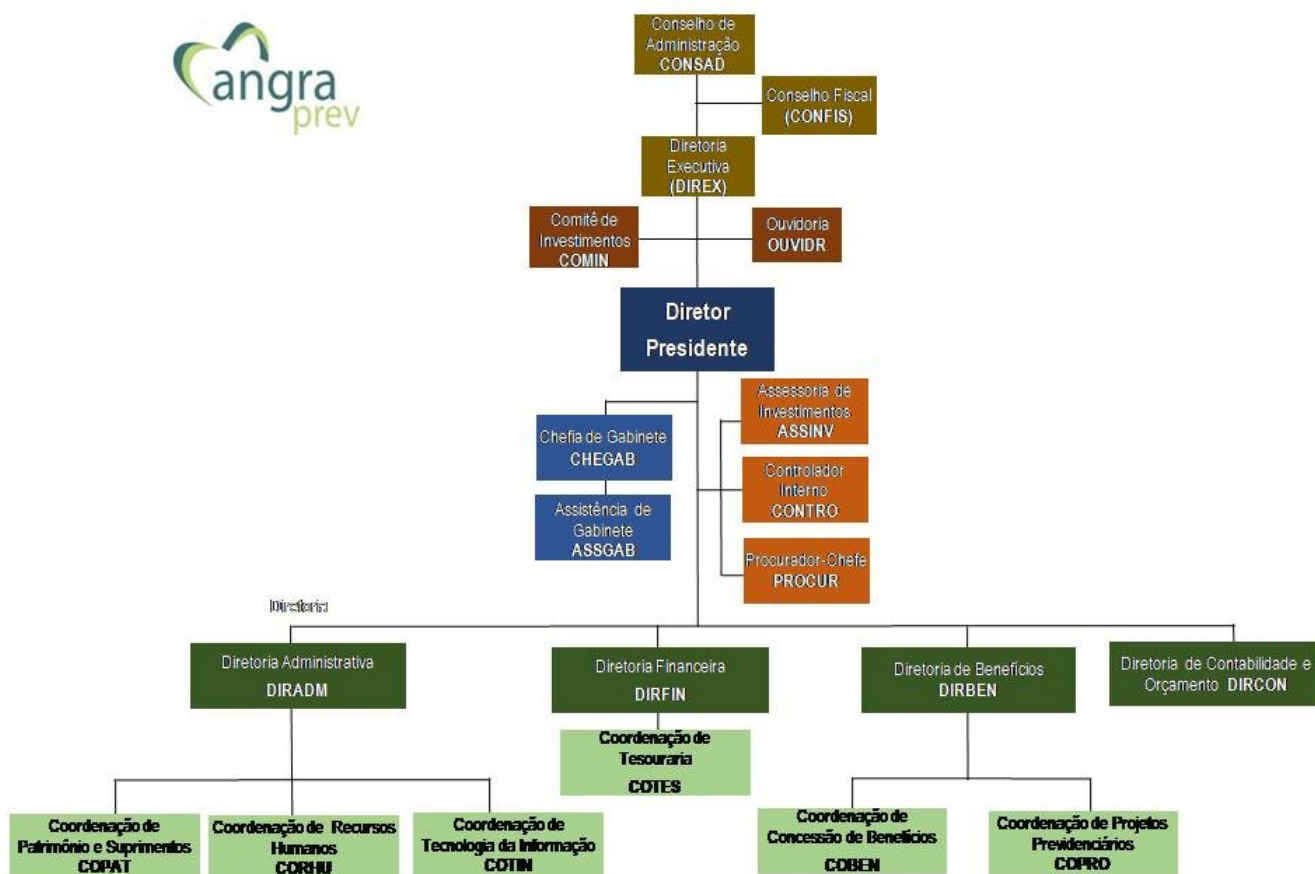 angra
prev
Conselho de
Administração
CONSAD
Conselho Fiscal
(CONFIS)
Diretoria
Executiva
(DIREX)
Comitê de
Investimentos
COMIN
Ouvidoria
OUVIDR
Diretor
Presidente
Assessoria de
Investimentos
ASSINV
Chefia de Gabinete
CHEGAB
Controlador
Interno
CONTRO
Assistência de
Gabinete
ASSGAB
Procurador-Chefe
PROCUR
Diretoria
Diretoria Administrativa
DIRADM
Diretoria Financeira
DIRFIN
Diretoria de Benefícios
DIRBEN
Diretoria de Contabilidade e
Orçamento DIRCON
Coordenação de
Tesouraria
COTES
Coordenação de
Patrimônio e Suprimentos
COPAT
Coordenação de Recursos
Humanos
CORHU
Coordenação de
Tecnologia da Informação
COTIN
Coordenação de
Concessão de Benefícios
COBEN
Coordenação de Projetos
Previdenciários
COPRO